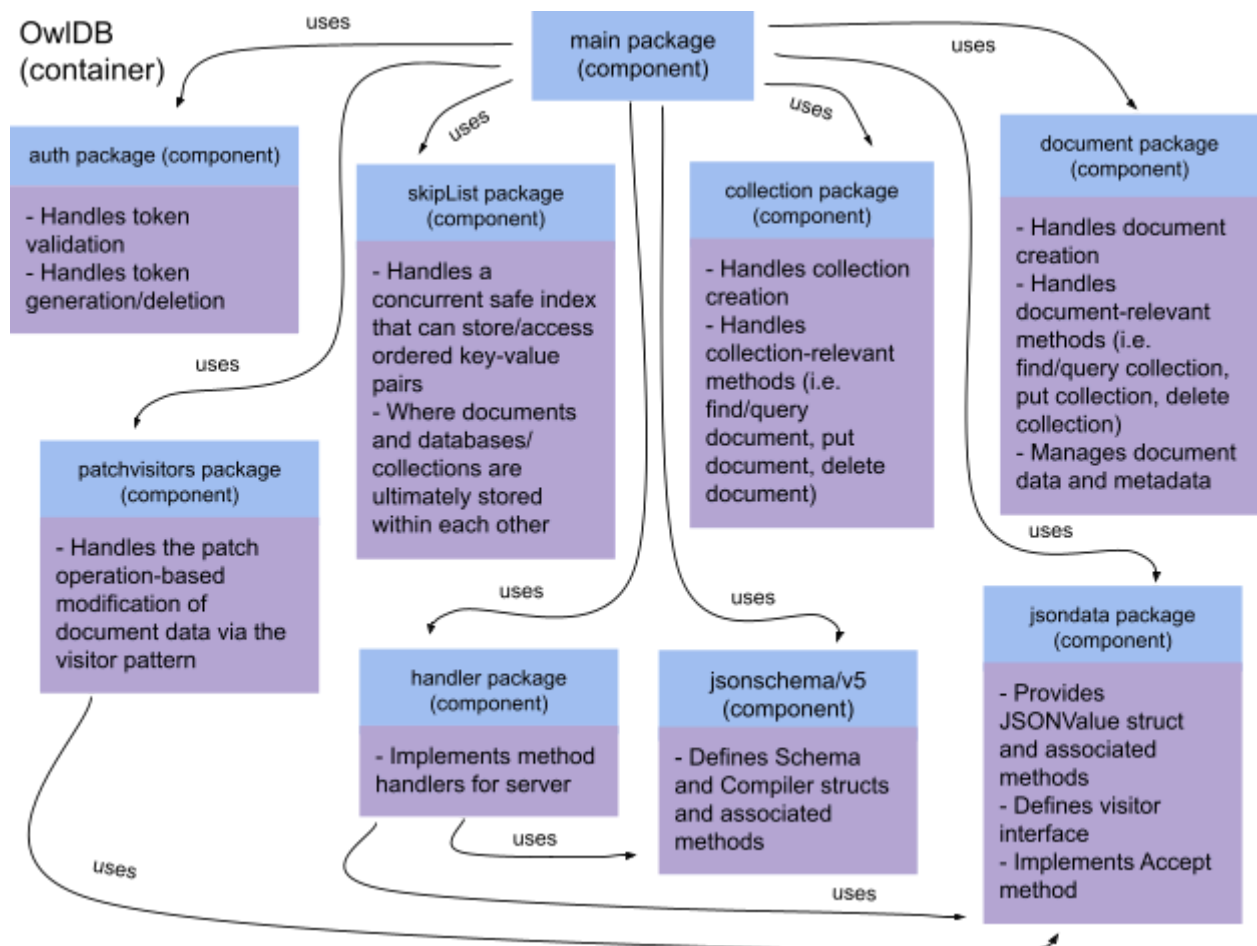 OwlDB
(container)
uses
main package
(component)
uses
uses
uses
auth package (component)
- Handles token
validation
- Handles token
generation/deletion
skipList package
(component)
- Handles a
concurrent safe index
that can store/access
ordered key-value
pairs
- Where documents
and databases/
collections are
ultimately stored
within each other
collection package
(component)
- Handles collection
creation
- Handles
collection-relevant
methods (i.e.
find/query
document, put
document, delete
document)
document package
(component)
- Handles document
creation
- Handles
document-relevant
methods (i.e.
find/query collection,
put collection, delete
collection)
- Manages document
data and metadata
uses
patchvisitors package
(component)
- Handles the patch
operation-based
modification of
document data via the
visitor pattern
uses
uses
uses
handler package
(component)
- Implements method
handlers for server
jsonschema/v5
(component)
- Defines Schema
and Compiler structs
and associated
methods
jsondata package
(component)
- Provides
JSONValue struct
and associated
methods
- Defines visitor
interface
- Implements Accept
method
uses
uses
uses